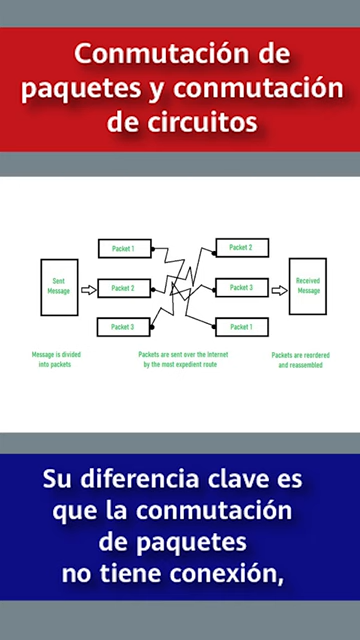 Conmutación de
paquetes y conmutación
de circuitos
Packet 1
Packet 2
Sent
Message
Packet 2
Packet 3
Received
Message
Packet 3
Packet 1
Message is divided
into packets
Packets are sent over the Internet
by the most expedient route
Packets are reordered
and reassembled
Su diferencia clave es
que la conmutación
de paquetes
no tiene conexión,